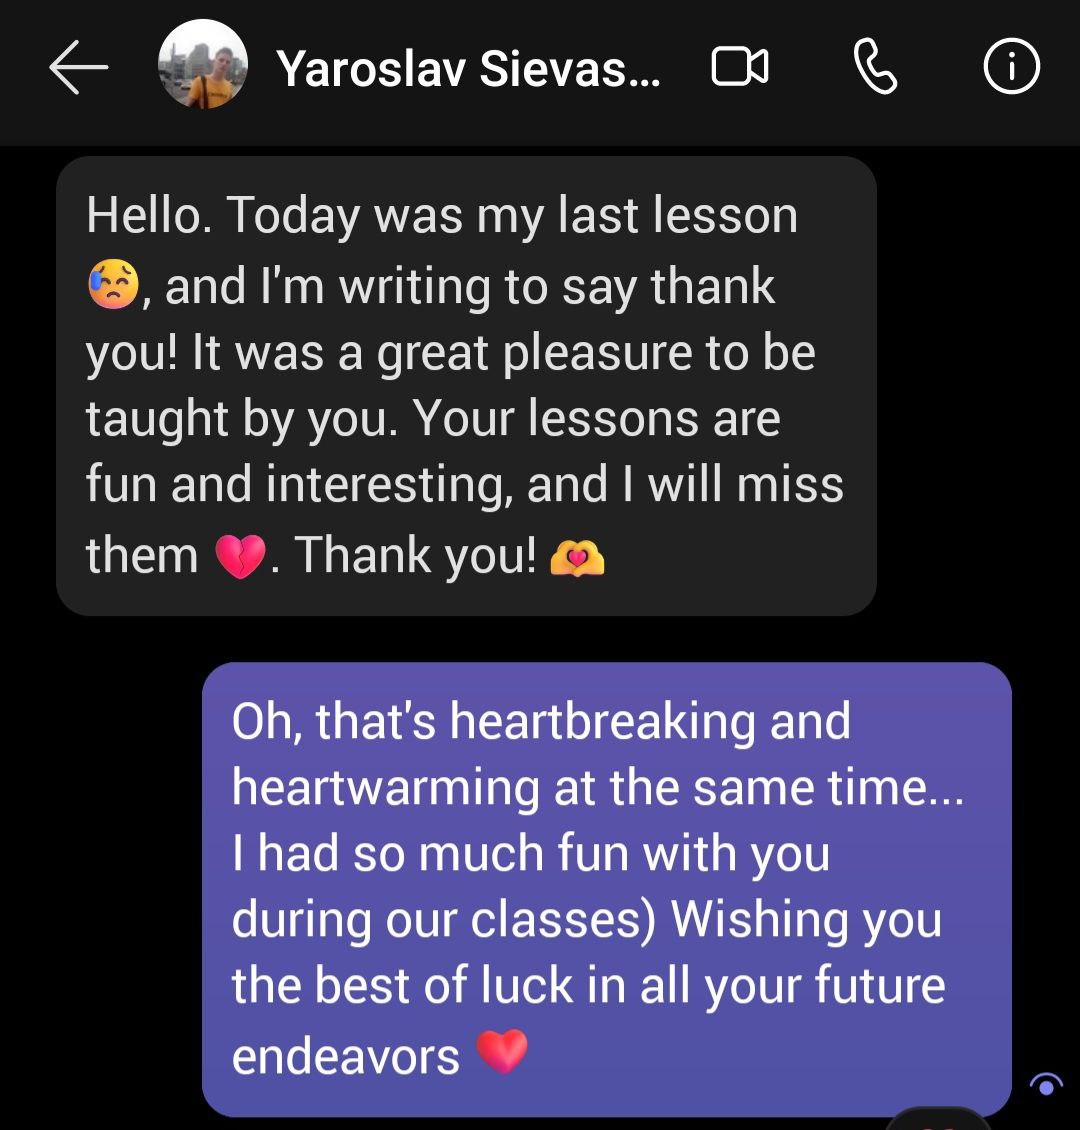 Yaroslav Sievas...
Hello. Today was my last lesson
😥, and I'm writing to say thank
you! It was a great pleasure to be
taught by you. Your lessons are
fun and interesting, and I will miss
them 💔. Thank you! 🫶
Oh, that's heartbreaking and
heartwarming at the same time...
I had so much fun with you
during our classes) Wishing you
the best of luck in all your future
endeavors ❤️